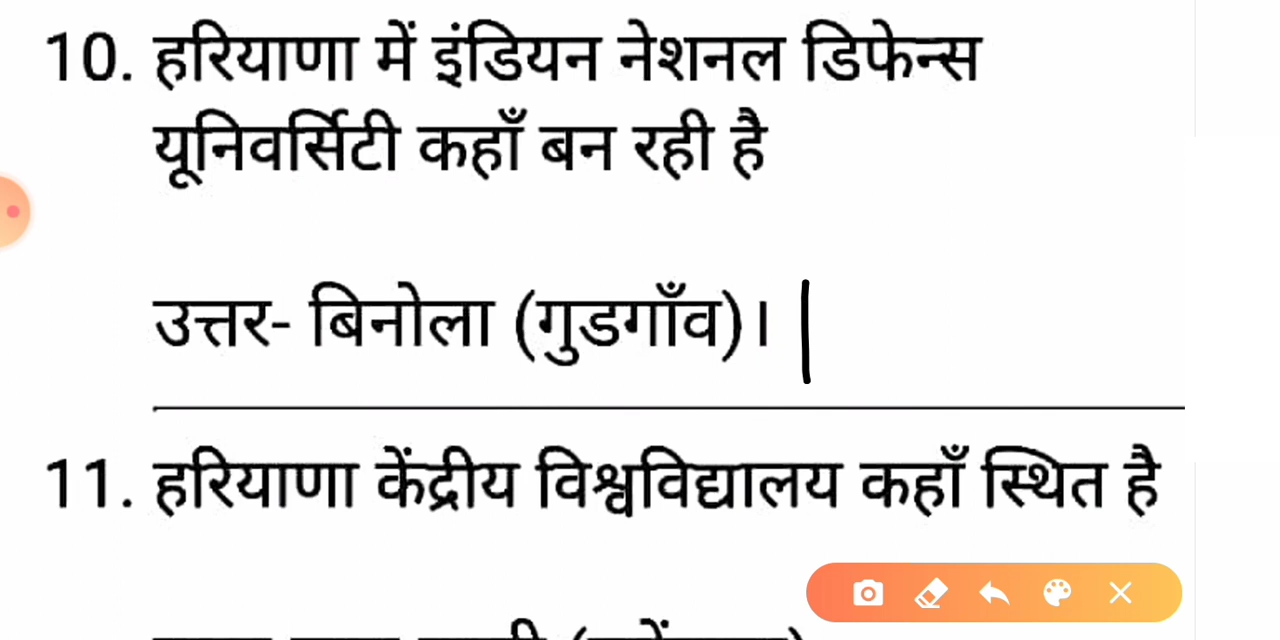 10. हरियाणा में इंडियन नेशनल डिफेन्स
यूनिवर्सिटी कहाँ बन रही है
उत्तर- बिनोला (गुडगाँव)।
11. हरियाणा केंद्रीय विश्वविद्यालय कहाँ स्थित है